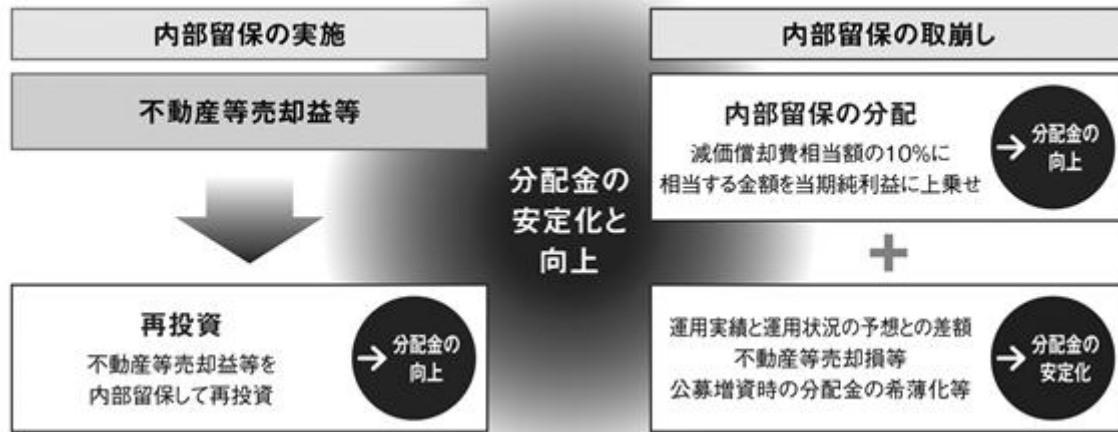 内部留保の実施
不動産等売却益等
再投資
不動産等売却益等を
内部留保して再投資
→分配金の
向上
分配金の
安定化と
向上
内部留保の取崩し
内部留保の分配
減価償却費相当額の10%に
相当する金額を当期純利益に上乗せ
→分配金の
向上
+
運用実績と運用状況の予想との差額
不動産等売却損等
公募増資時の分配金の希薄化等
→分配金の
安定化